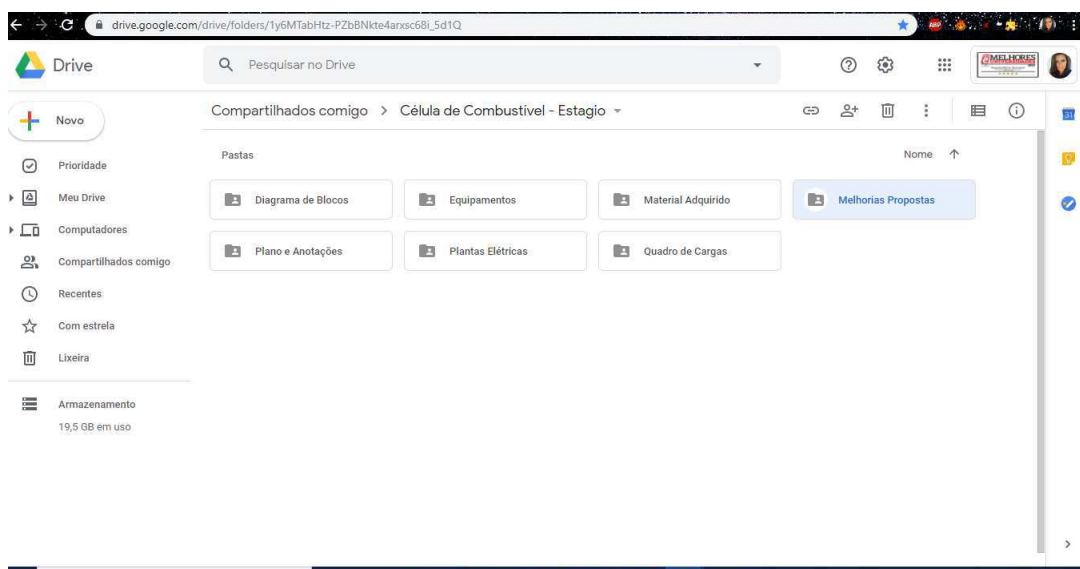 drive.google.com/drive/folders/1y6MTabHtz-PZbBNkte4arxsc68i_5d1Q
Drive
Pesquisar no Drive
MELHORES
Novo
Compartilhados comigo > Célula de Combustível - Estagio
31
Prioridade
Pastas
Nome
Meu Drive
Diagrama de Blocos
Equipamentos
Material Adquirido
Melhorias Propostas
Computadores
Compartilhados comigo
Plano e Anotações
Plantas Elétricas
Quadro de Cargas
Recentes
Com estrela
Lixeira
Armazenamento
19,5 GB em uso